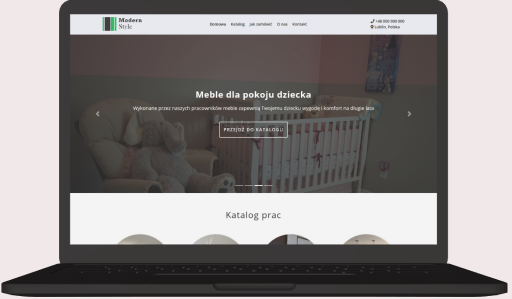 Modern
Style
Domowa Katalog Jak zamówić O nas Kontakt
+48 000 000 000
Lublin, Polska
Meble dla pokoju dziecka
Wykonane przez naszych pracowników meble zapewnią Twojemu dziecku wygodę i komfort na długie lata
PRZEJDŹ DO KATALOGU
Katalog prac